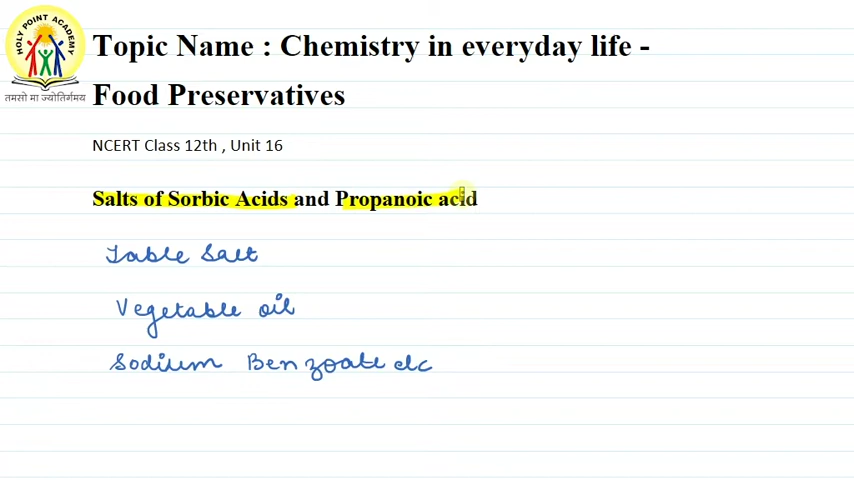 HOLY POINT ACADEMY
तमसो मा ज्योतिर्गमय
Topic Name : Chemistry in everyday life -
Food Preservatives
NCERT Class 12th , Unit 16
Salts of Sorbic Acids and Propanoic acid
Table Salt
Vegetable oil
Sodium Benzoate etc